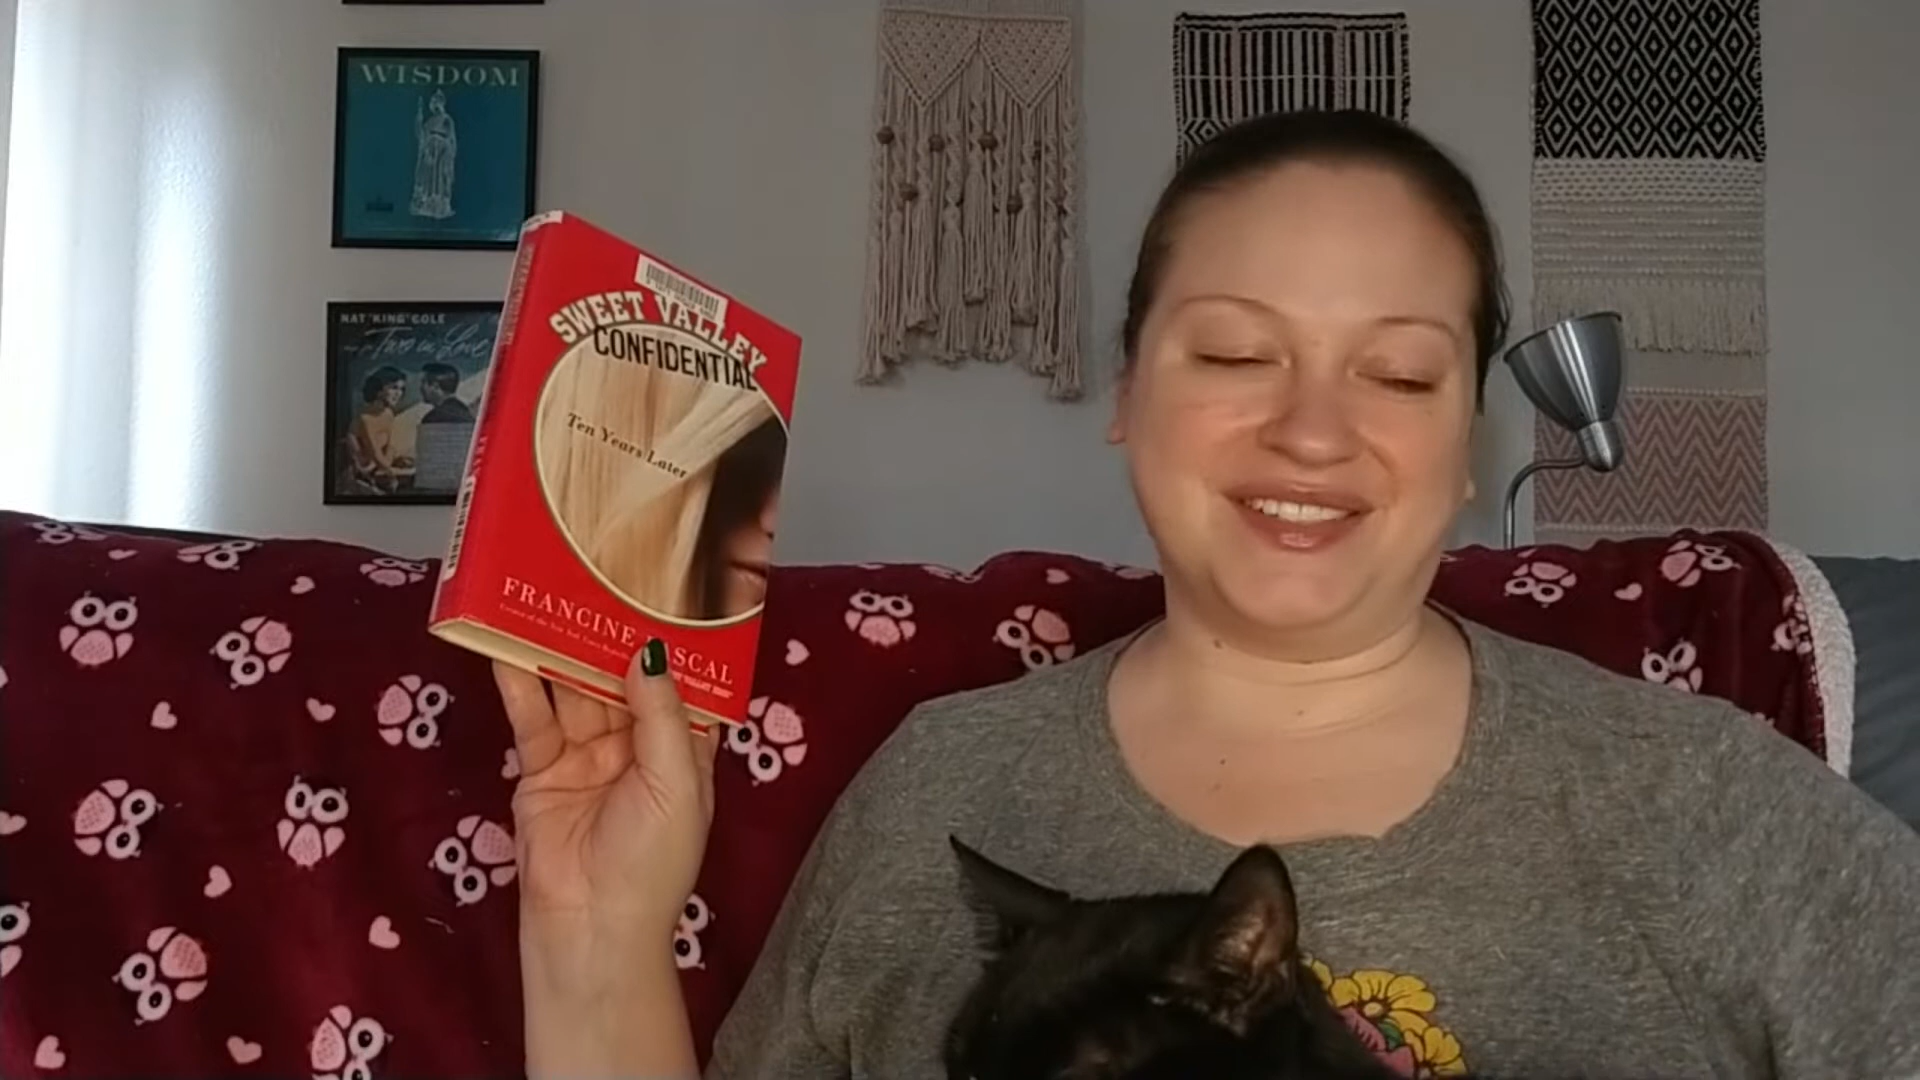 WISDOM
NAT 'KING' COLE
Two in Love
SWEET VALLEY
CONFIDENTIAL
Ten Years Later
FRANCINE
SCAL